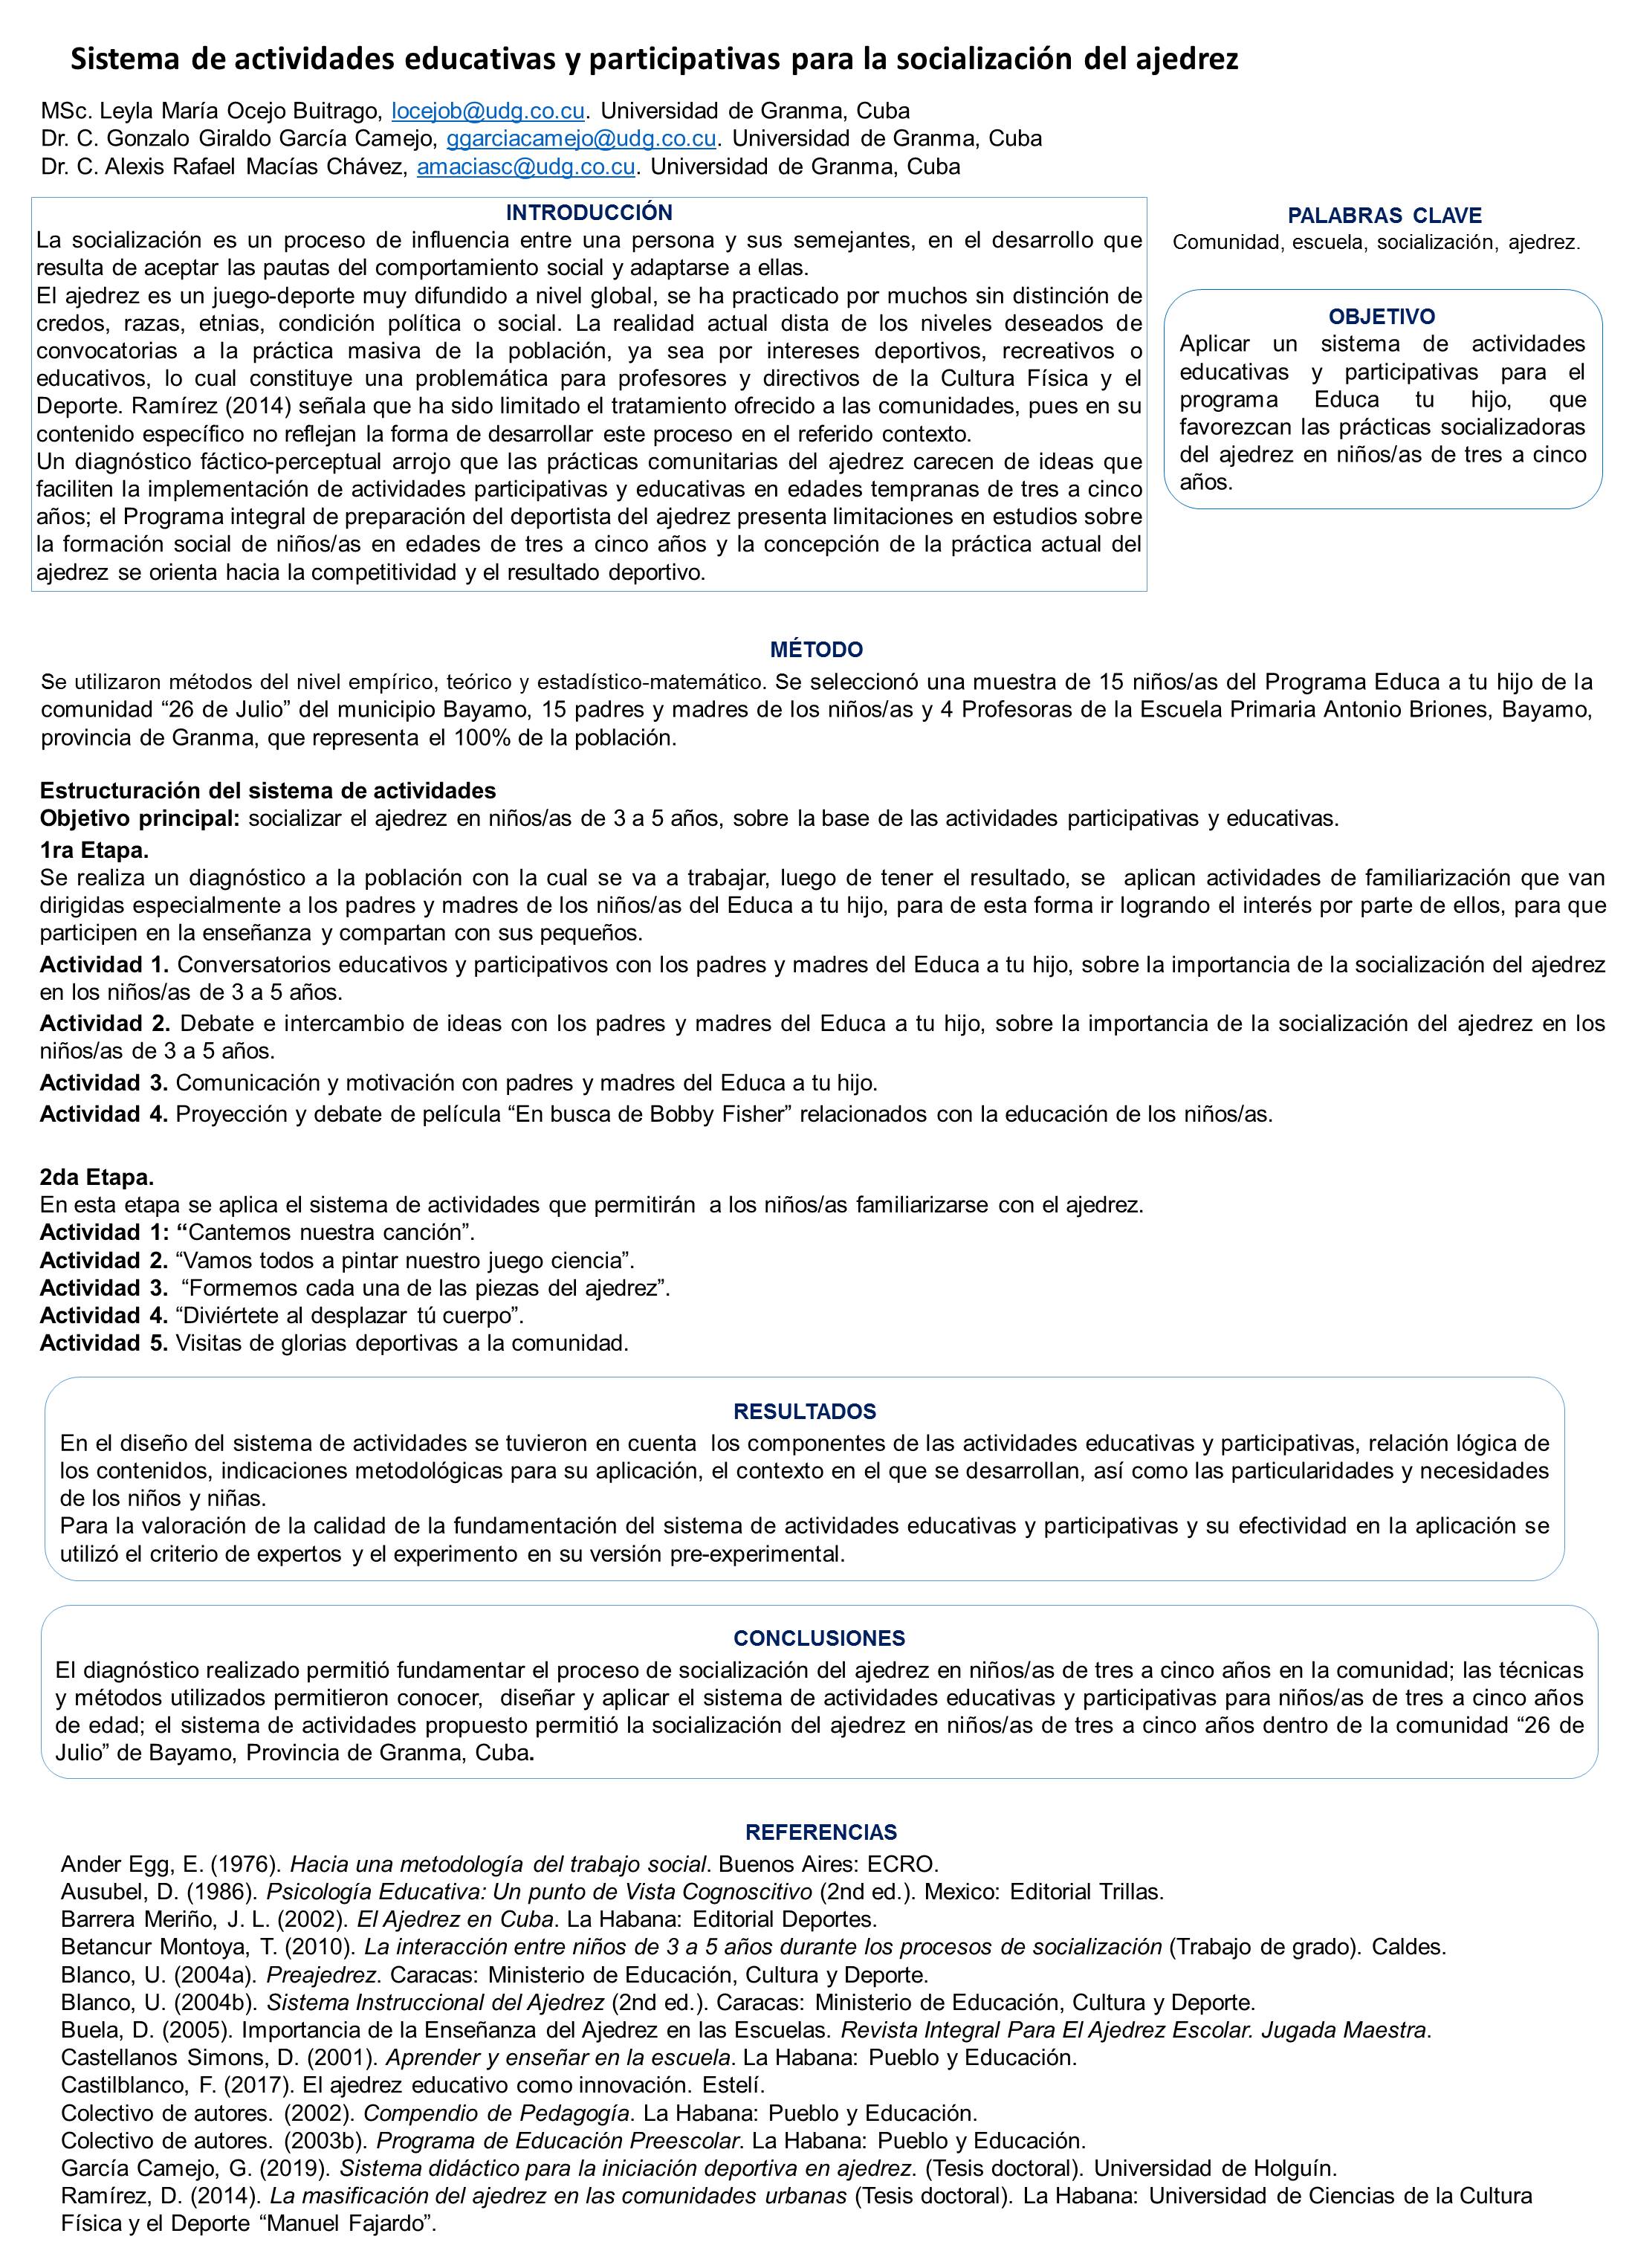 Sistema de actividades educativas y participativas para la socialización del ajedrez
MSc. Leyla María Ocejo Buitrago, locejob@udg.co.cu. Universidad de Granma, Cuba
Dr. C. Gonzalo Giraldo García Camejo, ggarciacamejo@udg.co.cu. Universidad de Granma, Cuba
Dr. C. Alexis Rafael Macías Chávez, amaciasc@udg.co.cu. Universidad de Granma, Cuba
INTRODUCCIÓN
La socialización es un proceso de influencia entre una persona y sus semejantes, en el desarrollo que
resulta de aceptar las pautas del comportamiento social y adaptarse a ellas.
El ajedrez es un juego-deporte muy difundido a nivel global, se ha practicado por muchos sin distinción de
credos, razas, etnias, condición política o social. La realidad actual dista de los niveles deseados de
convocatorias a la práctica masiva de la población, ya sea por intereses deportivos, recreativos o
educativos, lo cual constituye una problemática para profesores y directivos de la Cultura Física y el
Deporte. Ramírez (2014) señala que ha sido limitado el tratamiento ofrecido a las comunidades, pues en su
contenido específico no reflejan la forma de desarrollar este proceso en el referido contexto.
Un diagnóstico fáctico-perceptual arrojo que las prácticas comunitarias del ajedrez carecen de ideas que
faciliten la implementación de actividades participativas y educativas en edades tempranas de tres a cinco
años; el Programa integral de preparación del deportista del ajedrez presenta limitaciones en estudios sobre
la formación social de niños/as en edades de tres a cinco años y la concepción de la práctica actual del
ajedrez se orienta hacia la competitividad y el resultado deportivo.
PALABRAS CLAVE
Comunidad, escuela, socialización, ajedrez.
OBJETIVO
Aplicar un sistema de actividades
educativas y participativas para el
programa Educa tu hijo, que
favorezcan las prácticas socializadoras
del ajedrez en niños/as de tres a cinco
años.
MÉTODO
Se utilizaron métodos del nivel empírico, teórico y estadístico-matemático. Se seleccionó una muestra de 15 niños/as del Programa Educa a tu hijo de la
comunidad “26 de Julio” del municipio Bayamo, 15 padres y madres de los niños/as y 4 Profesoras de la Escuela Primaria Antonio Briones, Bayamo,
provincia de Granma, que representa el 100% de la población.
Estructuración del sistema de actividades
Objetivo principal: socializar el ajedrez en niños/as de 3 a 5 años, sobre la base de las actividades participativas y educativas.
1ra Etapa.
Se realiza un diagnóstico a la población con la cual se va a trabajar, luego de tener el resultado, se aplican actividades de familiarización que van
dirigidas especialmente a los padres y madres de los niños/as del Educa a tu hijo, para de esta forma ir logrando el interés por parte de ellos, para que
participen en la enseñanza y compartan con sus pequeños.
Actividad 1. Conversatorios educativos y participativos con los padres y madres del Educa a tu hijo, sobre la importancia de la socialización del ajedrez
en los niños/as de 3 a 5 años.
Actividad 2. Debate e intercambio de ideas con los padres y madres del Educa a tu hijo, sobre la importancia de la socialización del ajedrez en los
niños/as de 3 a 5 años.
Actividad 3. Comunicación y motivación con padres y madres del Educa a tu hijo.
Actividad 4. Proyección y debate de película “En busca de Bobby Fisher” relacionados con la educación de los niños/as.
2da Etapa.
En esta etapa se aplica el sistema de actividades que permitirán a los niños/as familiarizarse con el ajedrez.
Actividad 1: “Cantemos nuestra canción”.
Actividad 2. “Vamos todos a pintar nuestro juego ciencia”.
Actividad 3. “Formemos cada una de las piezas del ajedrez”.
Actividad 4. “Diviértete al desplazar tú cuerpo”.
Actividad 5. Visitas de glorias deportivas a la comunidad.
RESULTADOS
En el diseño del sistema de actividades se tuvieron en cuenta los componentes de las actividades educativas y participativas, relación lógica de
los contenidos, indicaciones metodológicas para su aplicación, el contexto en el que se desarrollan, así como las particularidades y necesidades
de los niños y niñas.
Para la valoración de la calidad de la fundamentación del sistema de actividades educativas y participativas y su efectividad en la aplicación se
utilizó el criterio de expertos y el experimento en su versión pre-experimental.
CONCLUSIONES
El diagnóstico realizado permitió fundamentar el proceso de socialización del ajedrez en niños/as de tres a cinco años en la comunidad; las técnicas
y métodos utilizados permitieron conocer, diseñar y aplicar el sistema de actividades educativas y participativas para niños/as de tres a cinco años
de edad; el sistema de actividades propuesto permitió la socialización del ajedrez en niños/as de tres a cinco años dentro de la comunidad “26 de
Julio” de Bayamo, Provincia de Granma, Cuba.
REFERENCIAS
Ander Egg, E. (1976). Hacia una metodología del trabajo social. Buenos Aires: ECRO.
Ausubel, D. (1986). Psicología Educativa: Un punto de Vista Cognoscitivo (2nd ed.). Mexico: Editorial Trillas.
Barrera Meriño, J. L. (2002). El Ajedrez en Cuba. La Habana: Editorial Deportes.
Betancur Montoya, T. (2010). La interacción entre niños de 3 a 5 años durante los procesos de socialización (Trabajo de grado). Caldes.
Blanco, U. (2004a). Preajedrez. Caracas: Ministerio de Educación, Cultura y Deporte.
Blanco, U. (2004b). Sistema Instruccional del Ajedrez (2nd ed.). Caracas: Ministerio de Educación, Cultura y Deporte.
Buela, D. (2005). Importancia de la Enseñanza del Ajedrez en las Escuelas. Revista Integral Para El Ajedrez Escolar. Jugada Maestra.
Castellanos Simons, D. (2001). Aprender y enseñar en la escuela. La Habana: Pueblo y Educación.
Castilblanco, F. (2017). El ajedrez educativo como innovación. Estelí.
Colectivo de autores. (2002). Compendio de Pedagogía. La Habana: Pueblo y Educación.
Colectivo de autores. (2003b). Programa de Educación Preescolar. La Habana: Pueblo y Educación.
García Camejo, G. (2019). Sistema didáctico para la iniciación deportiva en ajedrez. (Tesis doctoral). Universidad de Holguín.
Ramírez, D. (2014). La masificación del ajedrez en las comunidades urbanas (Tesis doctoral). La Habana: Universidad de Ciencias de la Cultura
Física y el Deporte “Manuel Fajardo”.